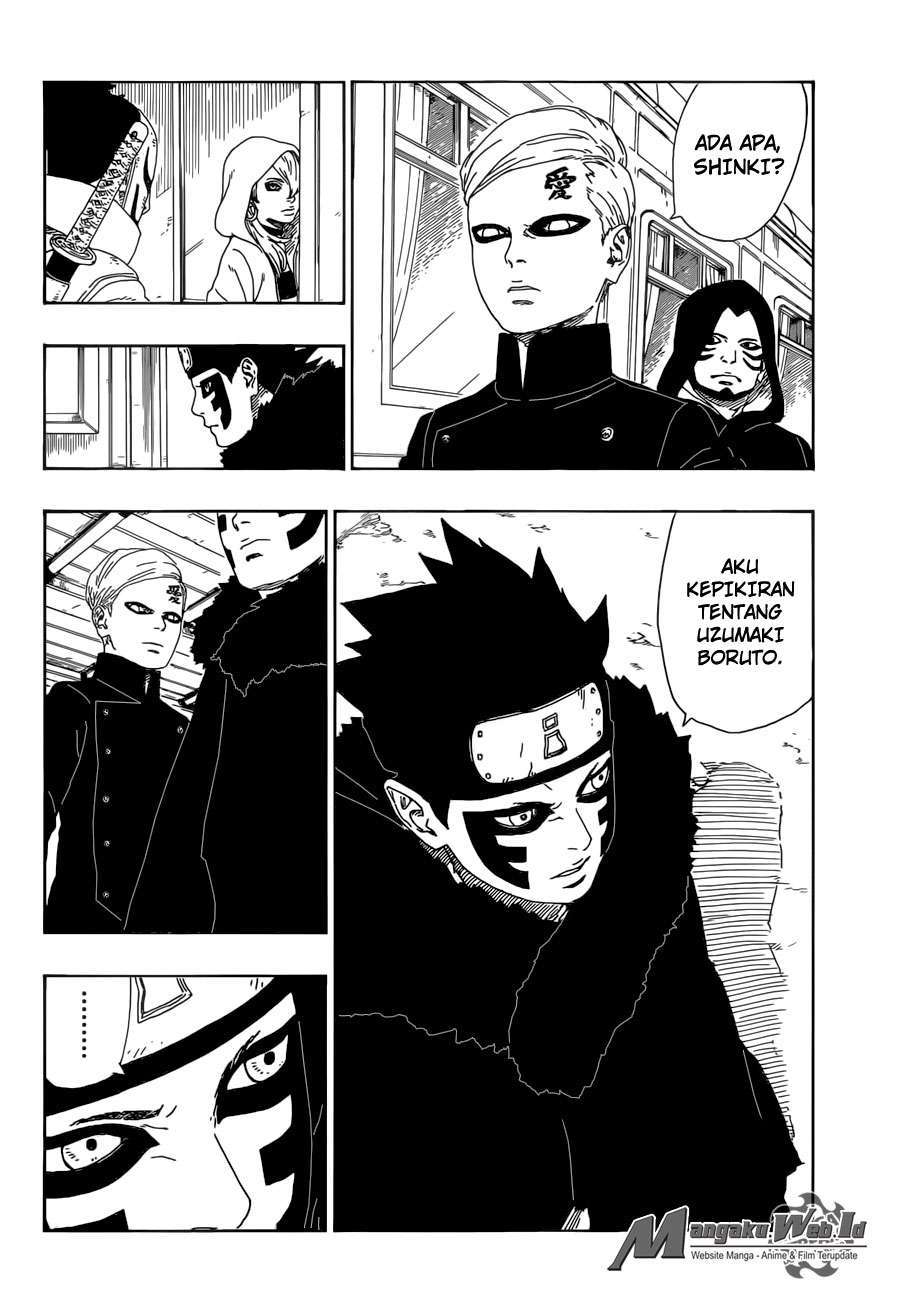 ADA APA,
SHINKI?
愛
AKU
KEPIKIRAN
TENTANG
UZUMAKI
BORUTO.
愛
.........
MangakuWeb.Id
Website Manga - Anime & Film Terupdate